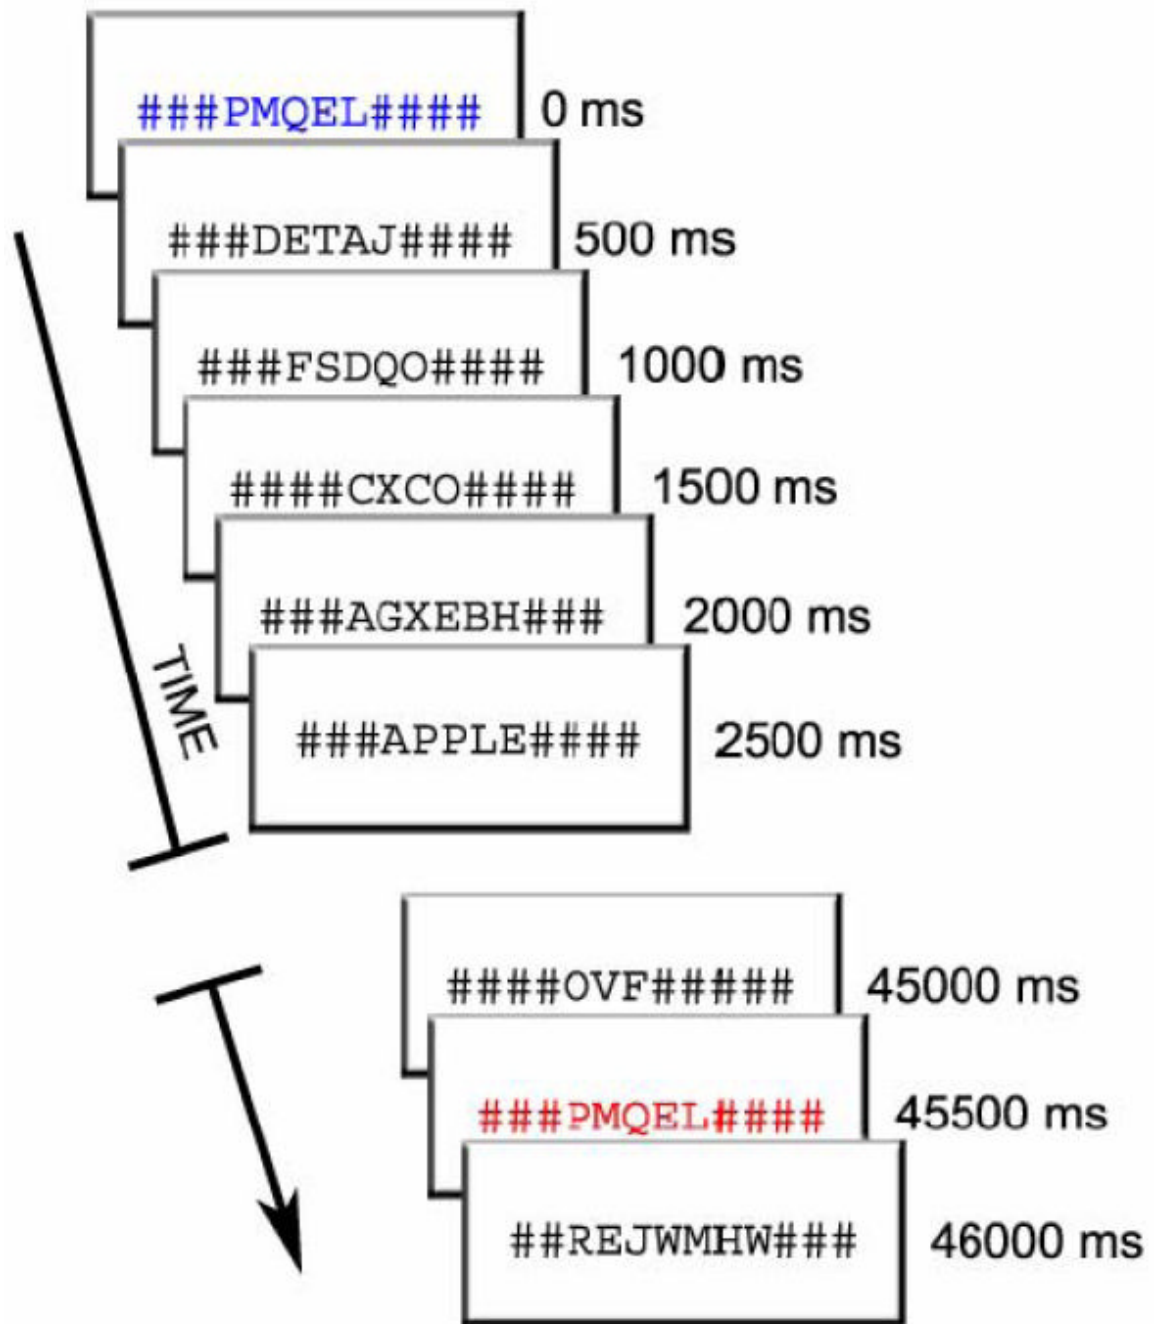 ###PMQEL#### 0 ms
###DETAJ#### 500 ms
###FSDQO#### 1000 ms
####CXCO#### 1500 ms
###AGXEBH### 2000 ms
TIME
###APPLE#### 2500 ms
####OVF##### 45000 ms
###PMQEL#### 45500 ms
##REJWMHW### 46000 ms